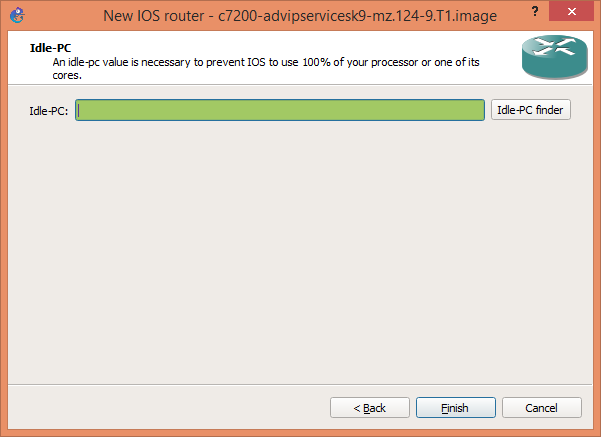 New IOS router - c7200-advipservicesk9-mz.124-9.T1.image
?
Idle-PC
An idle-pc value is necessary to prevent IOS to use 100% of your processor or one of its
cores.
Idle-PC:
Idle-PC finder
< Back
Finish
Cancel